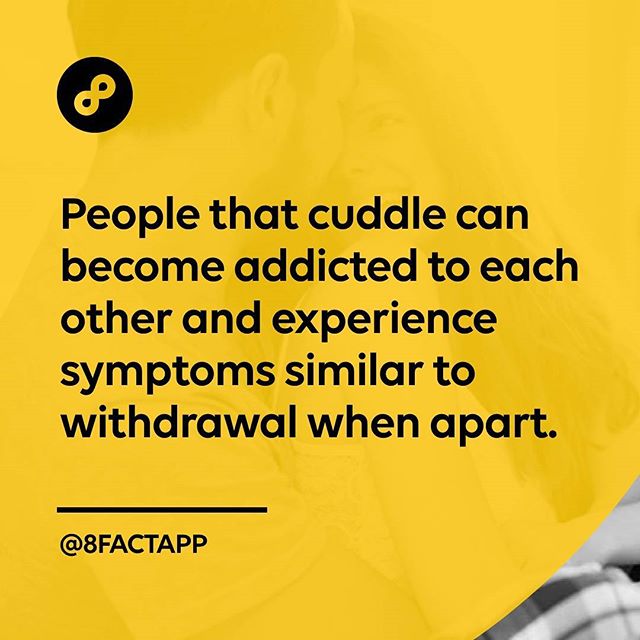 People that cuddle can
become addicted to each
other and experience
symptoms similar to
withdrawal when apart.
@8FACTAPP